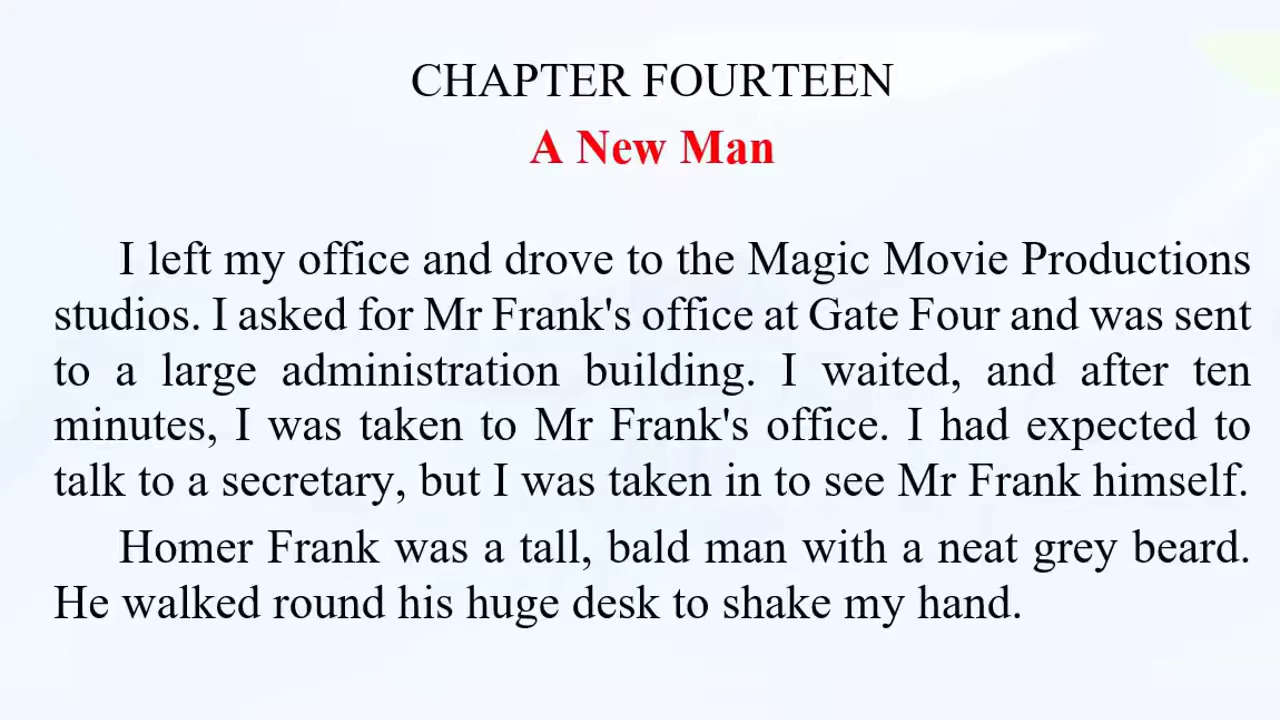 CHAPTER FOURTEEN
A New Man
I left my office and drove to the Magic Movie Productions
studios. I asked for Mr Frank's office at Gate Four and was sent
to a large administration building. I waited, and after ten
minutes, I was taken to Mr Frank's office. I had expected to
talk to a secretary, but I was taken in to see Mr Frank himself.
Homer Frank was a tall, bald man with a neat grey beard.
He walked round his huge desk to shake my hand.